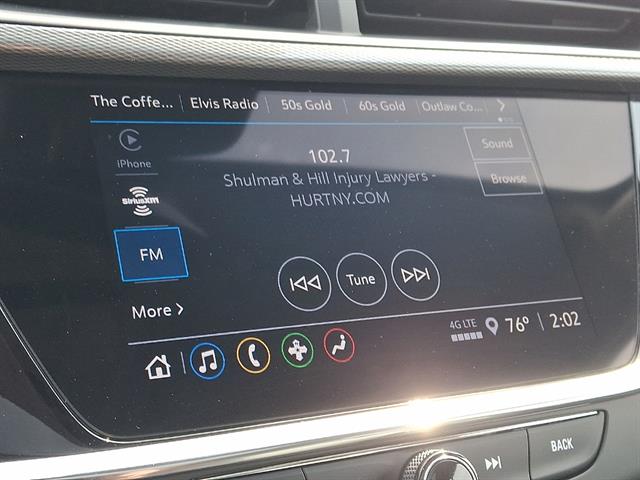 The Coffe... Elvis Radio 50s Gold 60s Gold Outlaw Co...
iPhone
102.7
Sound
Shulman & Hill Injury Lawyers -
HURTNY.COM
Browse
SiriusXM
FM
Tune
More
4G LTE 76° 2:02
BACK